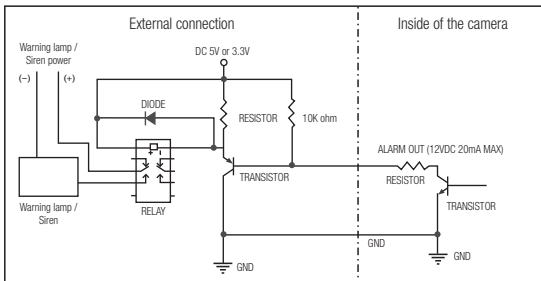 External connection
Inside of the camera
Warning lamp /
Siren power
(−)
(+)
DC 5V or 3.3V
DIODE
RESISTOR
10K ohm
+
-
TRANSISTOR
RELAY
Warning lamp /
Siren
ALARM OUT (12VDC 20mA MAX)
RESISTOR
TRANSISTOR
GND
GND
GND